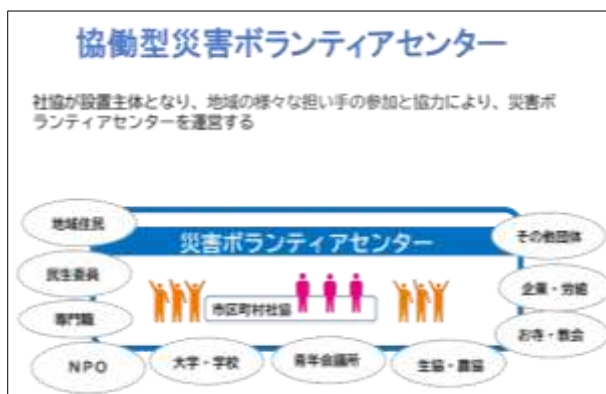 協働型災害ボランティアセンター
社協が設置主体となり、地域の様々な担い手の参加と協力により、災害ボ
ランティアセンターを運営する
地域住民
その他団体
災害ボランティアセンター
民生委員
企業・労組
市区町村社協
専門職
お寺・教会
NPO
大学・学校
青年会議所
生協・農協